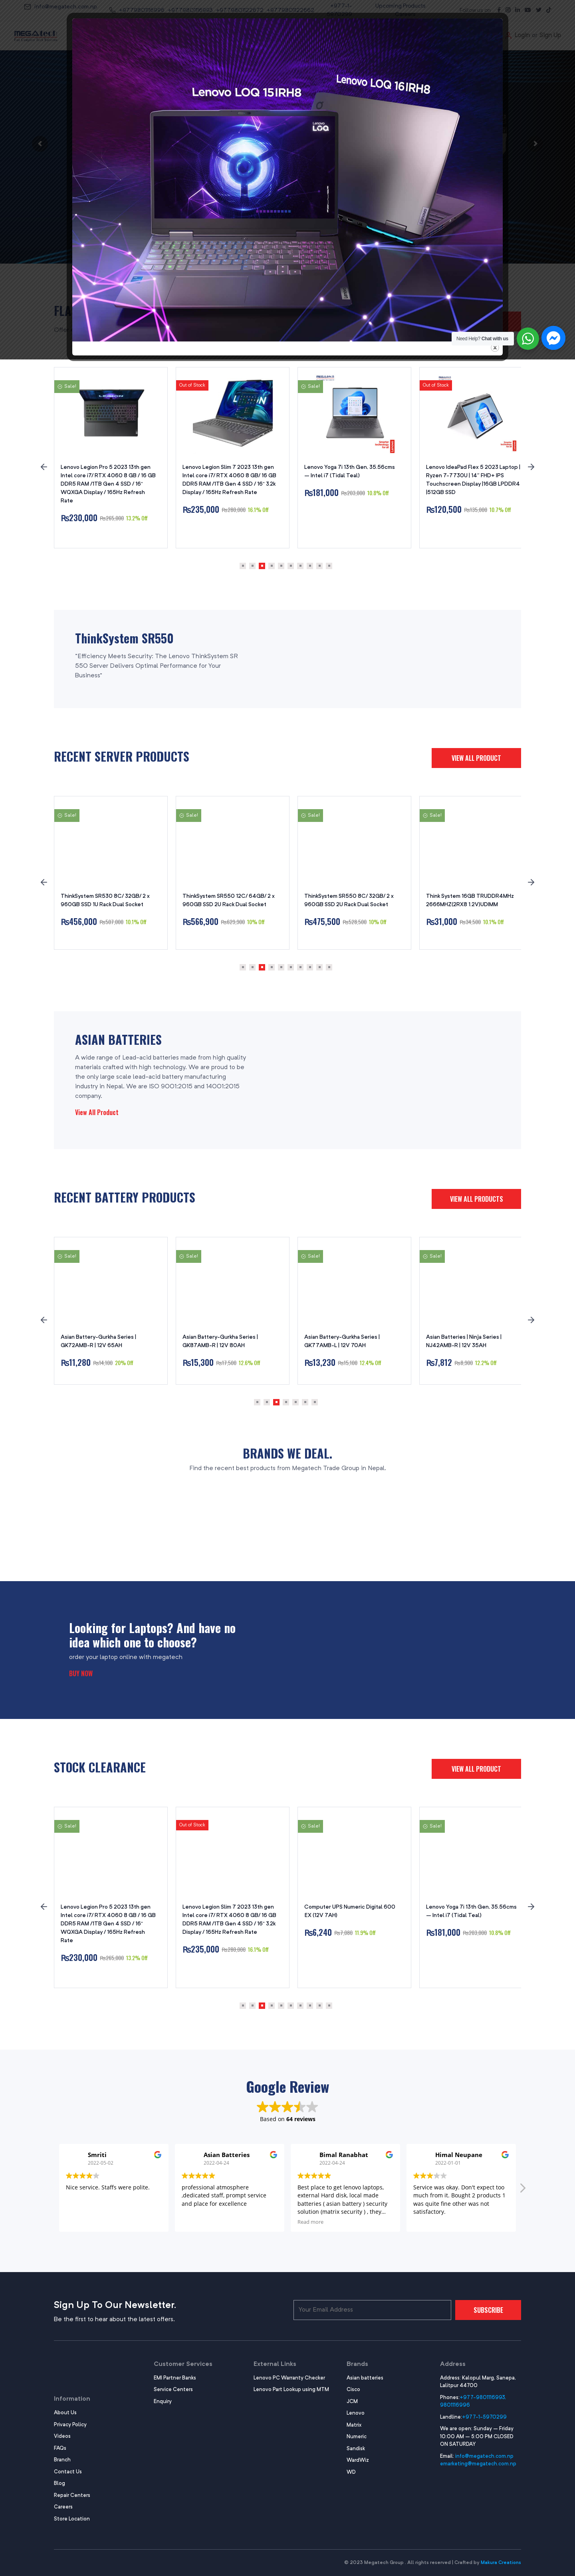 info@megatech.com.np
Upcoming Products
Login or Sign Up
MEGAtech
Lenovo LOQ 15IRH8
Lenovo LOQ 16IRH8
LOQ
Need Help? Chat with us
x
Sale!
Lenovo Legion Pro 5 2023 13th gen
Intel core i7/ RTX 4060 8 GB / 16 GB
DDR5 RAM /1TB Gen 4 SSD / 16″
WQXGA Display / 165Hz Refresh
Rate
₨230,000 ₨265,000 13.2% Off
Out of Stock
Lenovo Legion Slim 7 2023 13th gen
Intel core i7/ RTX 4060 8 GB/ 16 GB
DDR5 RAM /1TB Gen 4 SSD / 16″ 3.2k
Display / 165Hz Refresh Rate
₨235,000 ₨280,000 16.1% Off
Sale!
Lenovo Yoga 7i 13th Gen, 35.56cms
– Intel i7 (Tidal Teal)
₨181,000 ₨203,000 10.8% Off
Out of Stock
Lenovo IdeaPad Flex 5 2023 Laptop |
Ryzen 7-7730U | 14″ FHD+ IPS
Touchscreen Display |16GB LPDDR4
|512GB SSD
₨120,500 ₨135,000 10.7% Off
ThinkSystem SR550
"Efficiency Meets Security: The Lenovo ThinkSystem SR
550 Server Delivers Optimal Performance for Your
Business"
RECENT SERVER PRODUCTS
VIEW ALL PRODUCT
Sale!
ThinkSystem SR530 8C/ 32GB/ 2 x
960GB SSD 1U Rack Dual Socket
₨456,000 ₨507,000 10.1% Off
Sale!
ThinkSystem SR550 12C/ 64GB/ 2 x
960GB SSD 2U Rack Dual Socket
₨566,900 ₨629,900 10% Off
Sale!
ThinkSystem SR550 8C/ 32GB/ 2 x
960GB SSD 2U Rack Dual Socket
₨475,500 ₨528,500 10% Off
Sale!
Think System 16GB TRUDDR4MHz
2666MHZ(2RX8 1.2V)UDIMM
₨31,000 ₨34,500 10.1% Off
ASIAN BATTERIES
A wide range of Lead-acid batteries made from high quality
materials crafted with high technology. We are proud to be
the only large scale lead-acid battery manufacturing
Industry in Nepal. We are ISO 9001:2015 and 14001:2015
company.
View All Product
RECENT BATTERY PRODUCTS
VIEW ALL PRODUCTS
Sale!
Asian Battery-Gurkha Series |
GK72AMB-R | 12V 65AH
₨11,280 ₨14,100 20% Off
Sale!
Asian Battery-Gurkha Series |
GK87AMB-R | 12V 80AH
₨15,300 ₨17,500 12.6% Off
Sale!
Asian Battery-Gurkha Series |
GK77AMB-L | 12V 70AH
₨13,230 ₨15,100 12.4% Off
Sale!
Asian Batteries | Ninja Series |
NJ42AMB-R | 12V 35AH
₨7,812 ₨8,900 12.2% Off
BRANDS WE DEAL.
Find the recent best products from Megatech Trade Group in Nepal.
Looking for Laptops? And have no
idea which one to choose?
order your laptop online with megatech
BUY NOW
STOCK CLEARANCE
VIEW ALL PRODUCT
Sale!
Lenovo Legion Pro 5 2023 13th gen
Intel core i7/ RTX 4060 8 GB / 16 GB
DDR5 RAM /1TB Gen 4 SSD / 16″
WQXGA Display / 165Hz Refresh
Rate
₨230,000 ₨265,000 13.2% Off
Out of Stock
Lenovo Legion Slim 7 2023 13th gen
Intel core i7/ RTX 4060 8 GB/ 16 GB
DDR5 RAM /1TB Gen 4 SSD / 16″ 3.2k
Display / 165Hz Refresh Rate
₨235,000 ₨280,000 16.1% Off
Sale!
Computer UPS Numeric Digital 600
EX (12V 7AH)
₨6,240 ₨7,080 11.9% Off
Sale!
Lenovo Yoga 7i 13th Gen, 35.56cms
– Intel i7 (Tidal Teal)
₨181,000 ₨203,000 10.8% Off
Google Review
Based on 64 reviews
Smriti
2022-05-02
Nice service. Staffs were polite.
Asian Batteries
2022-04-24
professional atmosphere
,dedicated staff, prompt service
and place for excellence
Bimal Ranabhat
2022-04-24
Best place to get lenovo laptops,
external Hard disk, local made
batteries ( asian battery ) security
solution (matrix security ) , they...
Read more
Himal Neupane
2022-01-01
Service was okay. Don't expect too
much from it. Bought 2 products 1
was quite fine other was not
satisfactory.
Sign Up To Our Newsletter.
Be the first to hear about the latest offers.
Your Email Address
SUBSCRIBE
Information
About Us
Privacy Policy
Videos
FAQs
Branch
Contact Us
Blog
Repair Centers
Careers
Store Location
Customer Services
EMI Partner Banks
Service Centers
Enquiry
External Links
Lenovo PC Warranty Checker
Lenovo Part Lookup using MTM
Brands
Asian batteries
Cisco
JCM
Lenovo
Matrix
Numeric
Sandisk
WardWiz
WD
Address
Address: Kalopul Marg, Sanepa,
Lalitpur 44700
Phones: +977-9801116993,
9801116996
Landline: +977-1-5970299
We are open: Sunday – Friday
10:00 AM – 5:00 PM CLOSED
ON SATURDAY
Email: info@megatech.com.np
emarketing@megatech.com.np
© 2023 Megatech Group . All rights reserved | Crafted by Makura Creations